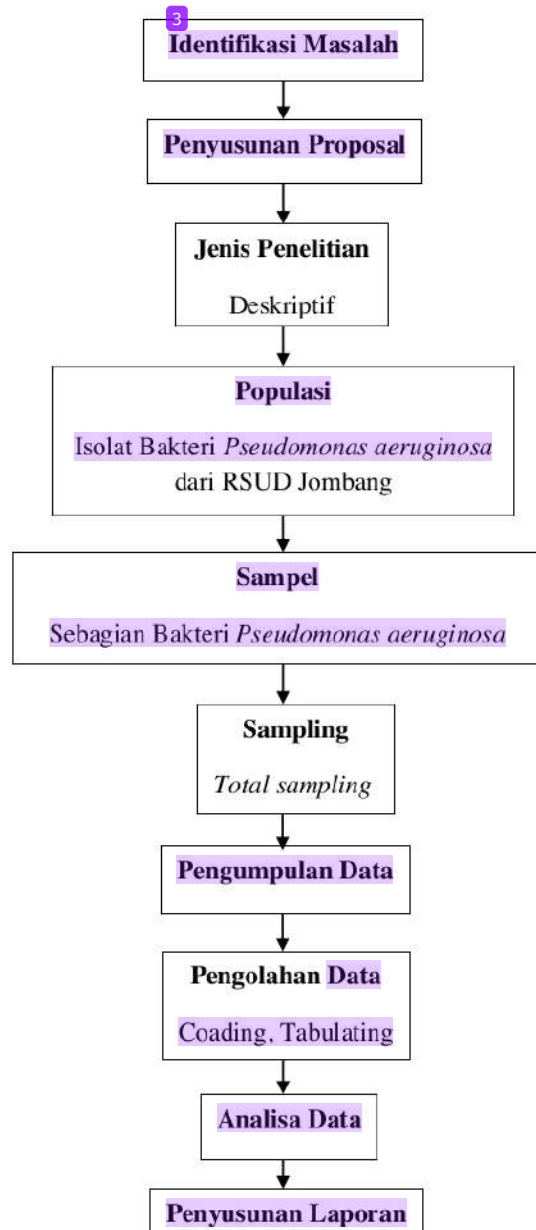 3
Identifikasi Masalah
Penyusunan Proposal
Jenis Penelitian
Deskriptif
Populasi
Isolat Bakteri Pseudomonas aeruginosa
dari RSUD Jombang
Sampel
Sebagian Bakteri Pseudomonas aeruginosa
Sampling
Total sampling
Pengumpulan Data
Pengolahan Data
Coading, Tabulating
Analisa Data
Penyusunan Laporan